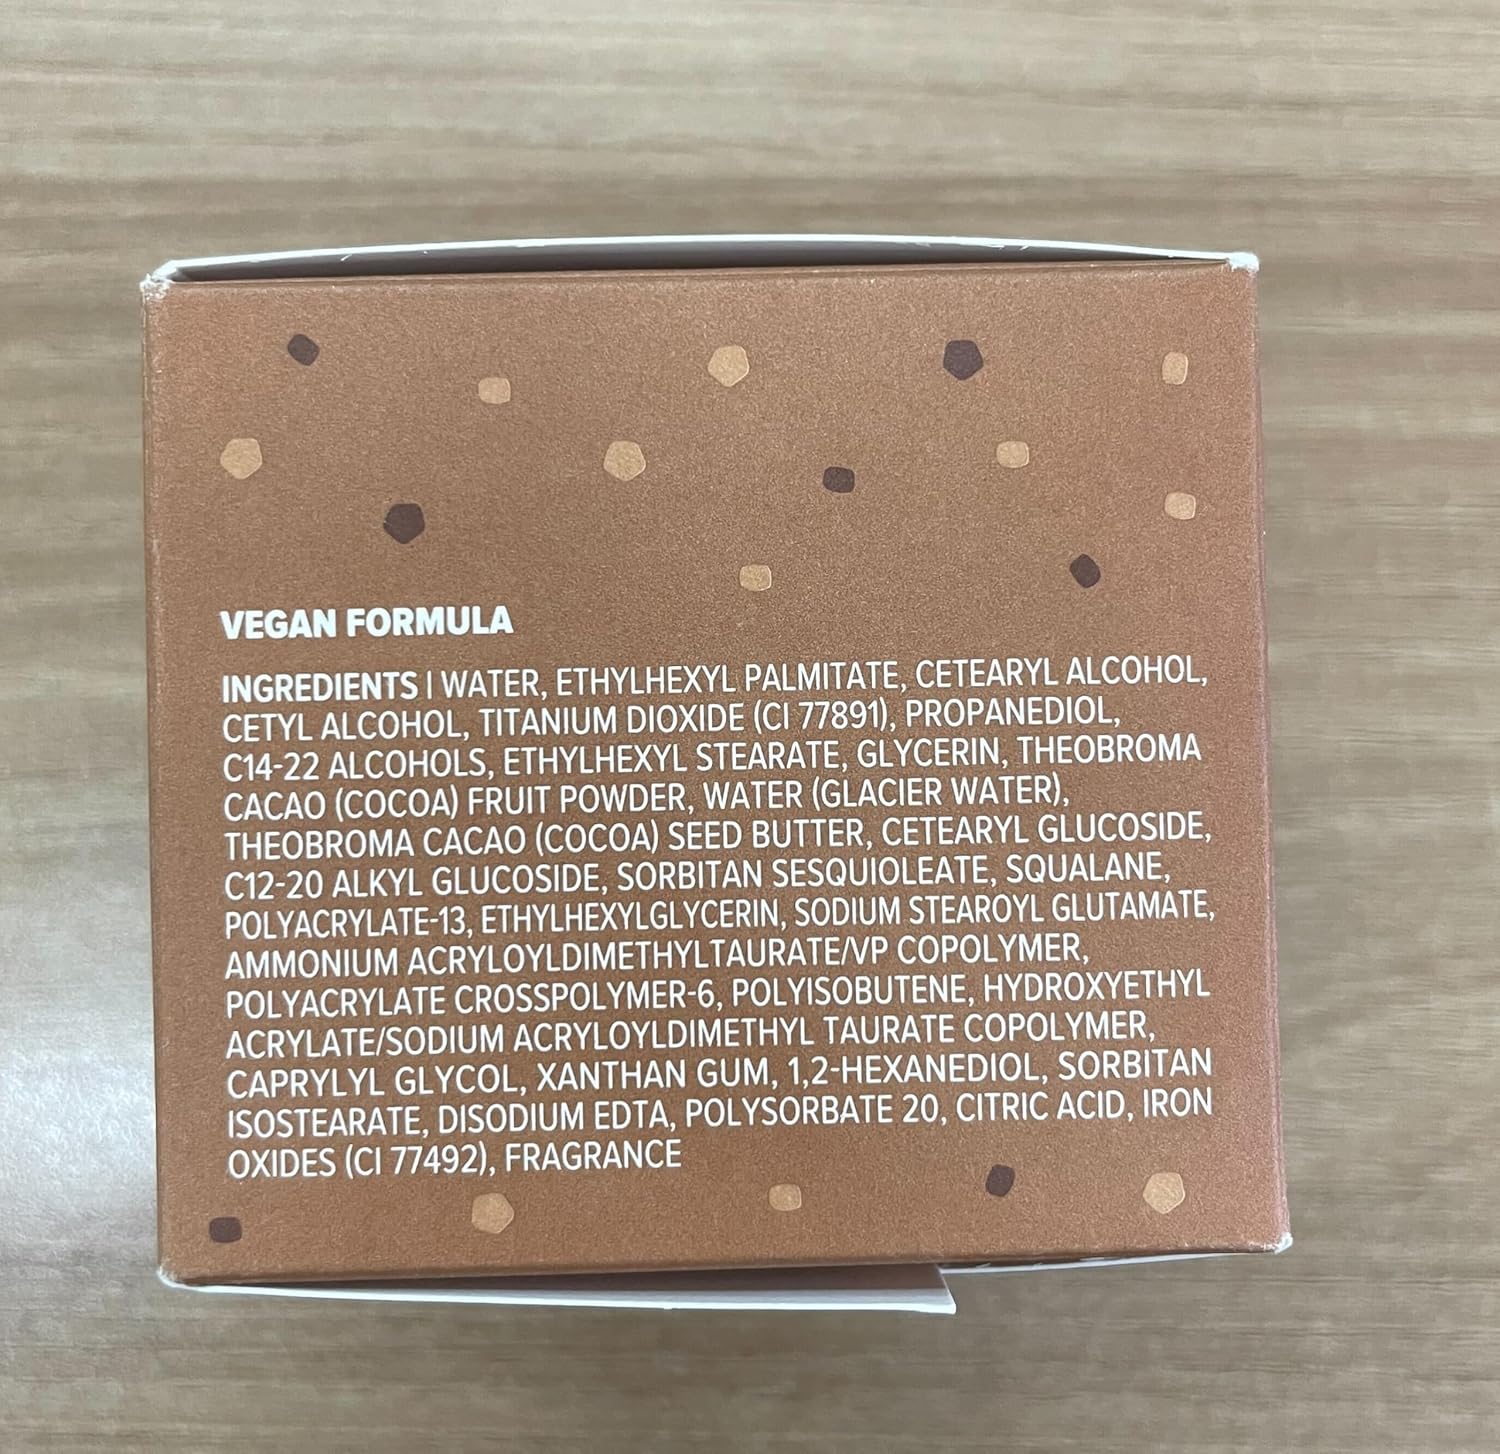 VEGAN FORMULA
INGREDIENTS | WATER, ETHYLHEXYL PALMITATE, CETEARYL ALCOHOL,
CETYL ALCOHOL, TITANIUM DIOXIDE (CI 77891), PROPANEDIOL,
C14-22 ALCOHOLS, ETHYLHEXYL STEARATE, GLYCERIN, THEOBROMA
CACAO (COCOA) FRUIT POWDER, WATER (GLACIER WATER),
THEOBROMA CACAO (COCOA) SEED BUTTER, CETEARYL GLUCOSIDE,
C12-20 ALKYL GLUCOSIDE, SORBITAN SESQUIOLEATE, SQUALANE,
POLYACRYLATE-13, ETHYLHEXYLGLYCERIN, SODIUM STEAROYL GLUTAMATE,
AMMONIUM ACRYLOYLDIMETHYLTAURATE/VP COPOLYMER,
POLYACRYLATE CROSSPOLYMER-6, POLYISOBUTENE, HYDROXYETHYL
ACRYLATE/SODIUM ACRYLOYLDIMETHYL TAURATE COPOLYMER,
CAPRYLYL GLYCOL, XANTHAN GUM, 1,2-HEXANEDIOL, SORBITAN
ISOSTEARATE, DISODIUM EDTA, POLYSORBATE 20, CITRIC ACID, IRON
OXIDES (CI 77492), FRAGRANCE